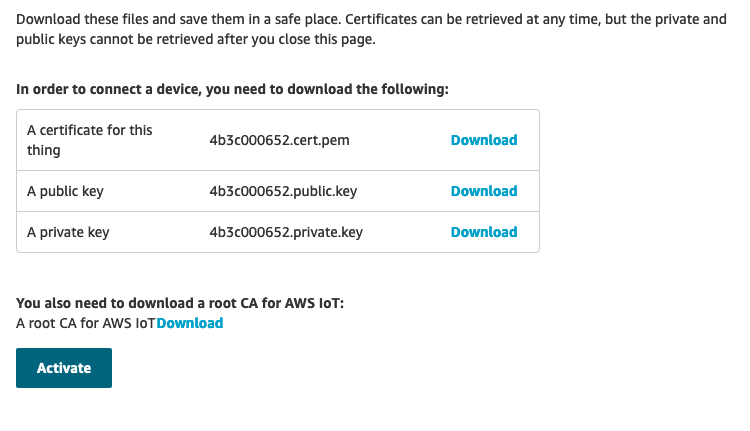 Download these files and save them in a safe place. Certificates can be retrieved at any time, but the private and
public keys cannot be retrieved after you close this page.
In order to connect a device, you need to download the following:
A certificate for this
thing
4b3c000652.cert.pem
Download
A public key
4b3c000652.public.key
Download
A private key
4b3c000652.private.key
Download
You also need to download a root CA for AWS IoT:
A root CA for AWS IoTDownload
Activate